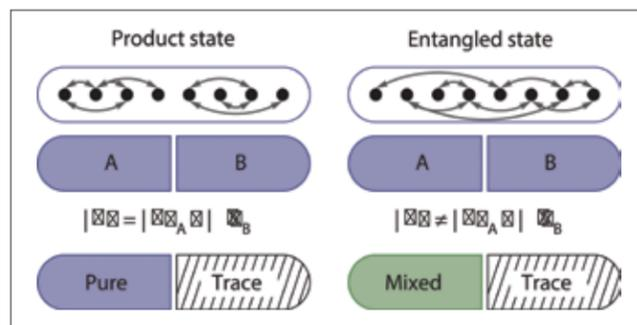 Product state
Entangled state
A
B
A
B
|☒☒=|☒☒A ☒| ☒B
|☒☒≠|☒☒A ☒| ☒B
Pure
Trace
Mixed
Trace